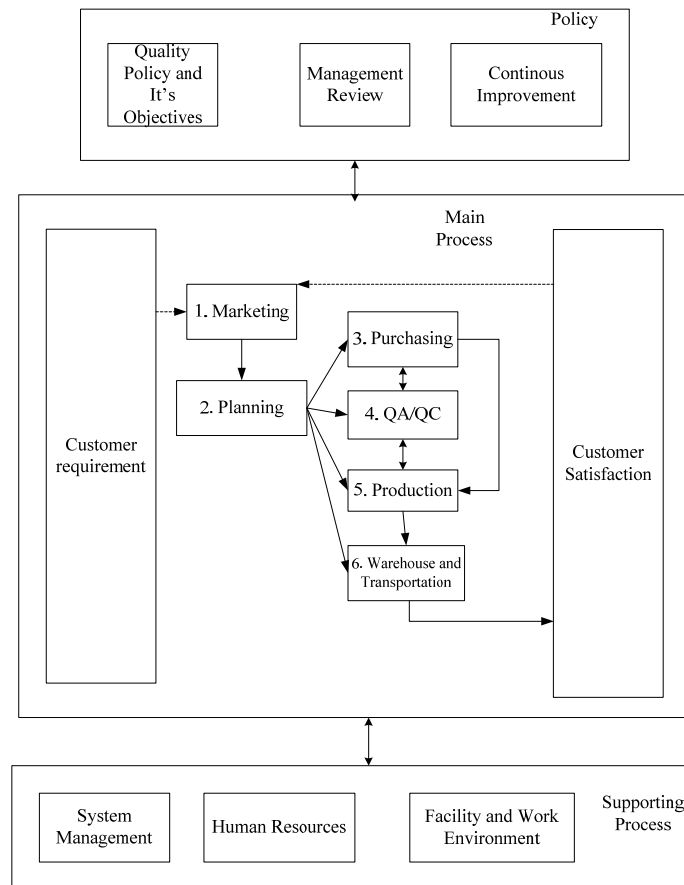 Policy
Quality
Policy and
It's
Objectives
Management
Review
Continous
Improvement
Main
Process
Customer
requirement
1. Marketing
2. Planning
3. Purchasing
4. QA/QC
5. Production
6. Warehouse and
Transportation
Customer
Satisfaction
System
Management
Human Resources
Facility and Work
Environment
Supporting
Process